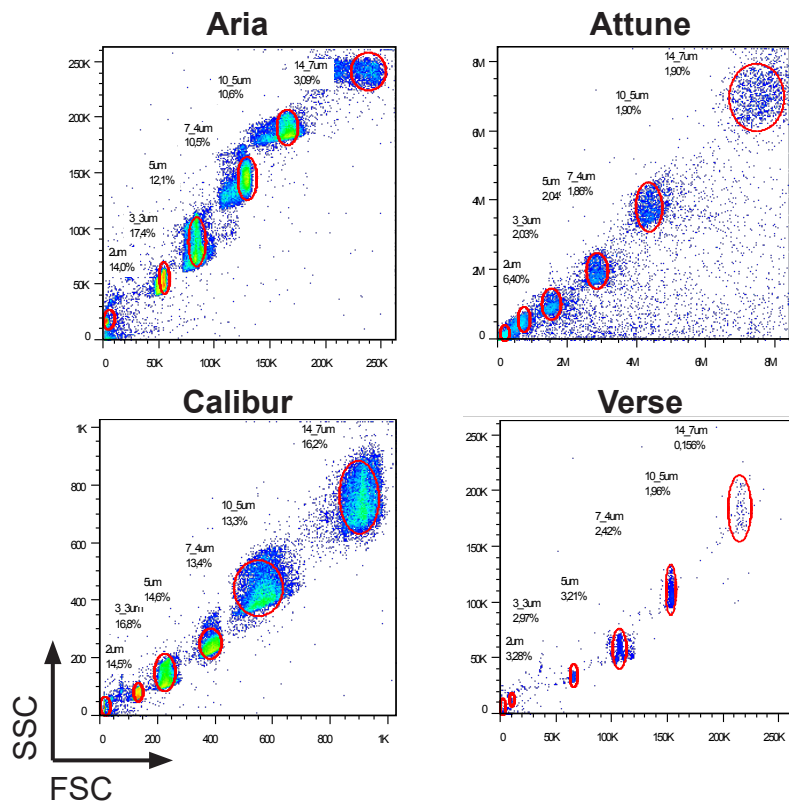 Aria
250K
200K
150K
100K
50K
0
0
50K
100K
150K
200K
250K
14_7um
3,09%
10_5um
10,6%
7_4um
10,5%
5um
12,1%
3_3um
17,4%
2um
14,0%
Attune
8M
6M
4M
2M
0
0
2M
4M
6M
8M
14_7um
1,90%
10_5um
1,90%
7_4um
1,86%
5um
2,04
3_3um
2,03%
2um
6,40%
Calibur
1K
800
600
400
200
0
0
200
400
600
800
1K
14_7um
16,2%
10_5um
13,3%
7_4um
13,4%
5um
14,6%
3_3um
16,8%
2um
14,5%
Verse
250K
200K
150K
100K
50K
0
0
50K
100K
150K
200K
250K
14_7um
0,156%
10_5um
1,96%
7_4um
2,42%
5um
3,21%
3_3um
2,97%
2um
3,28%
SSC
FSC